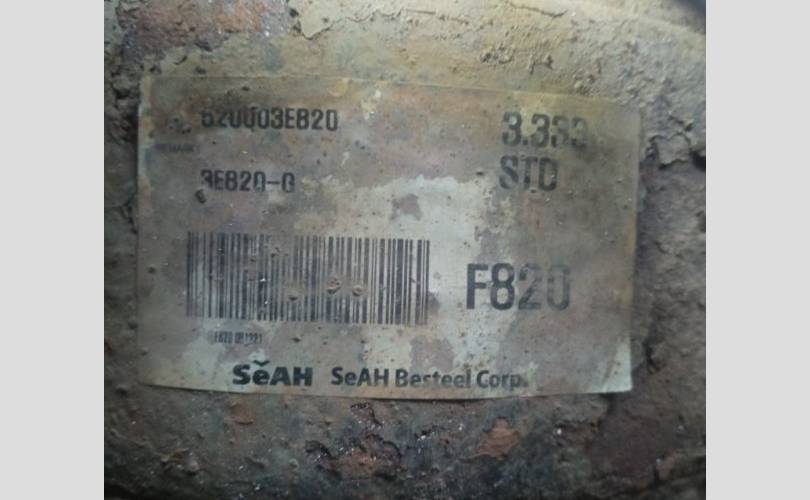 520003E820 3.333
3E820-G STD
F820
SeAH SeAH Besteel Corp.